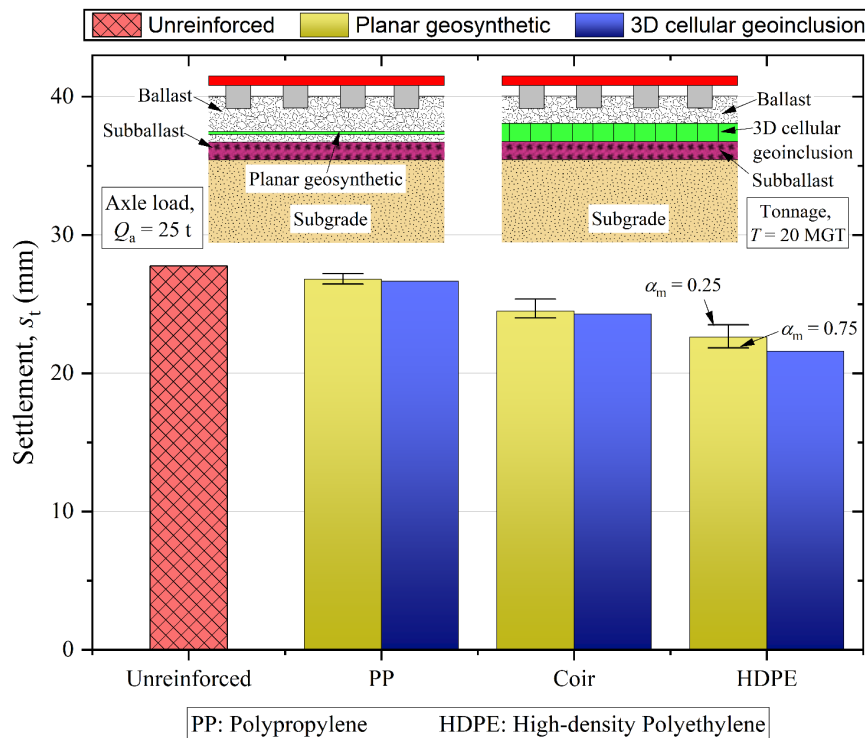 Unreinforced
Planar geosynthetic
3D cellular geoinclusion
Settlement, sₜ (mm)
40
30
20
10
0
Ballast
Subballast
Planar geosynthetic
Subgrade
Axle load,
Qₐ = 25 t
Ballast
3D cellular
geoinclusion
Subballast
Subgrade
Tonnage,
T = 20 MGT
αₘ = 0.25
αₘ = 0.75
Unreinforced
PP
Coir
HDPE
PP: Polypropylene
HDPE: High-density Polyethylene